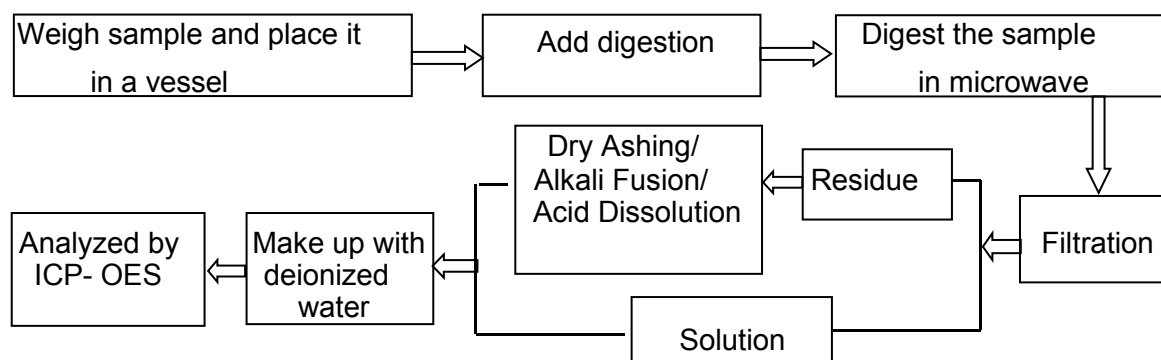 Weigh sample and place it
in a vessel
Add digestion
Digest the sample
in microwave
Filtration
Residue
Dry Ashing/
Alkali Fusion/
Acid Dissolution
Solution
Make up with
deionized
water
Analyzed by
ICP- OES